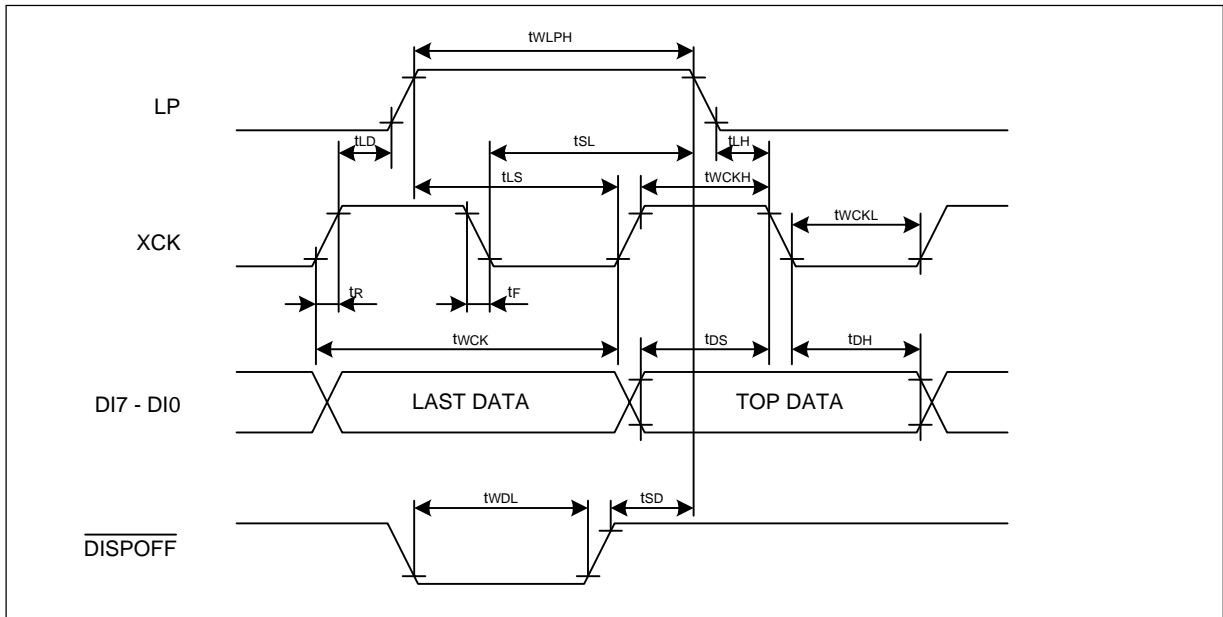 tWLPH
LP
tLD
tSL
tLH
tLS
tWCKH
tWCKL
XCK
tR
tF
tWCK
tDS
tDH
DI7 - DI0
LAST DATA
TOP DATA
tWDL
tSD
DISPOFF